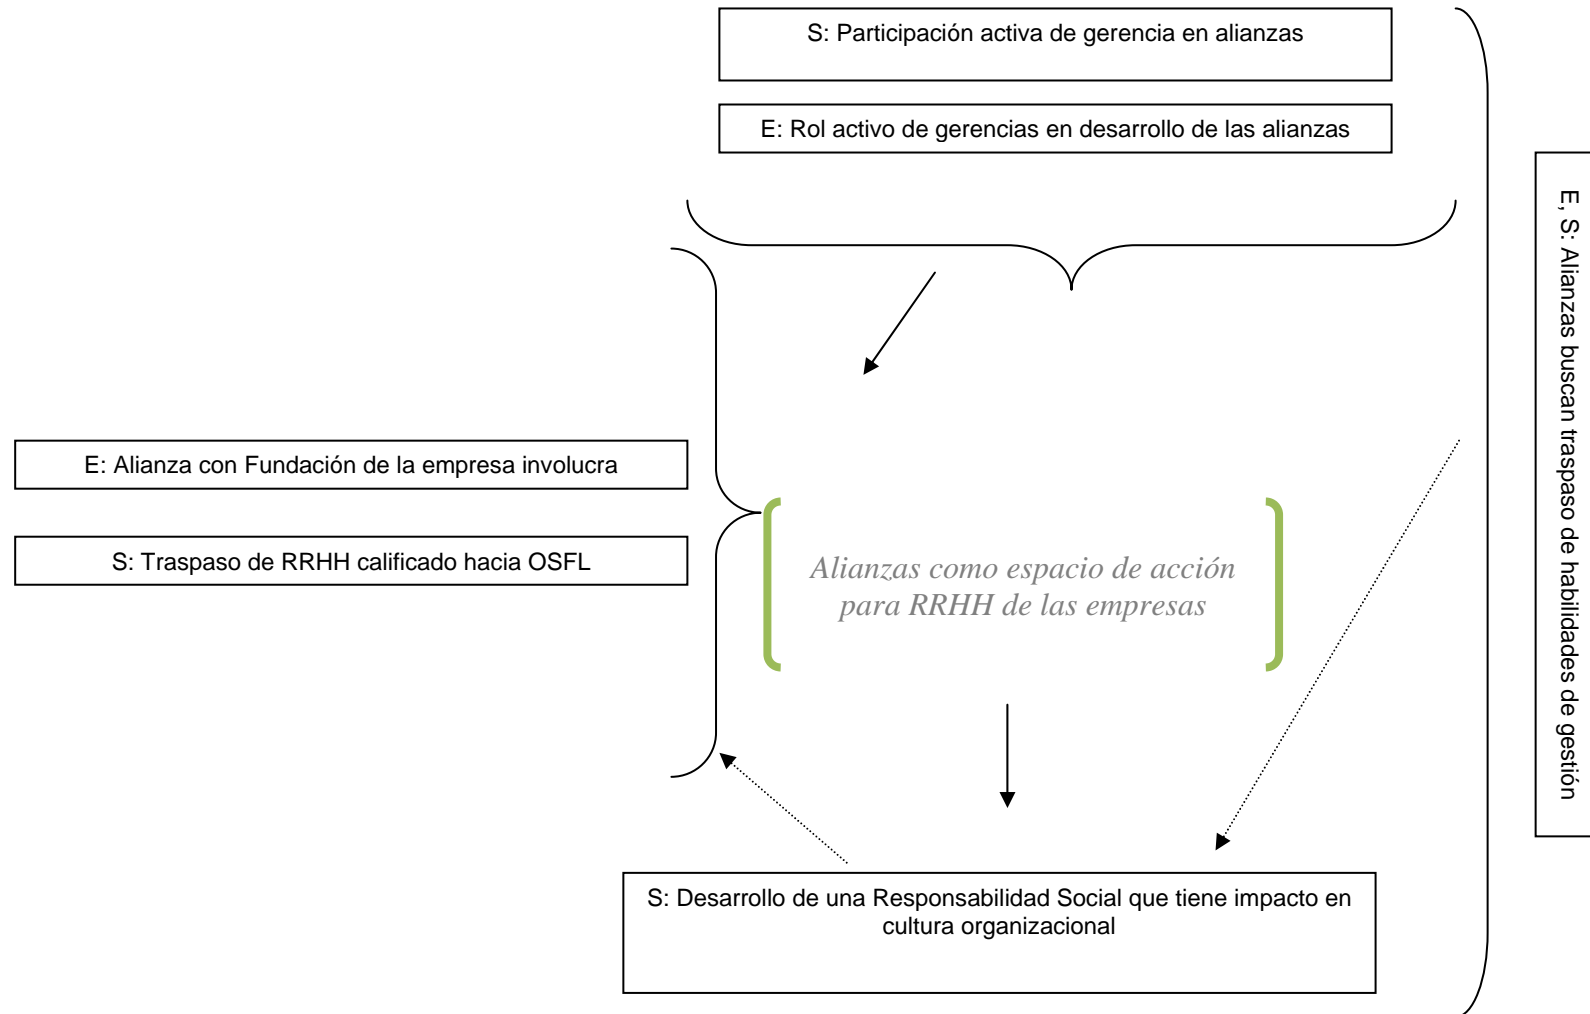 S: Participación activa de gerencia en alianzas
E: Rol activo de gerencias en desarrollo de las alianzas
E, S: Alianzas buscan traspaso de habilidades de gestión
E: Alianza con Fundación de la empresa involucra
S: Traspaso de RRHH calificado hacia OSFL
Alianzas como espacio de acción
para RRHH de las empresas
S: Desarrollo de una Responsabilidad Social que tiene impacto en
cultura organizacional